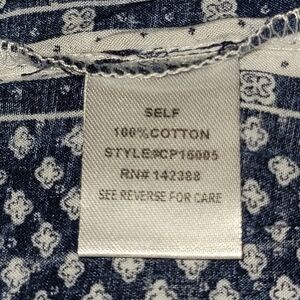 SELF
100%COTTON
STYLE#CP16005
RN# 142388
SEE REVERSE FOR CARE